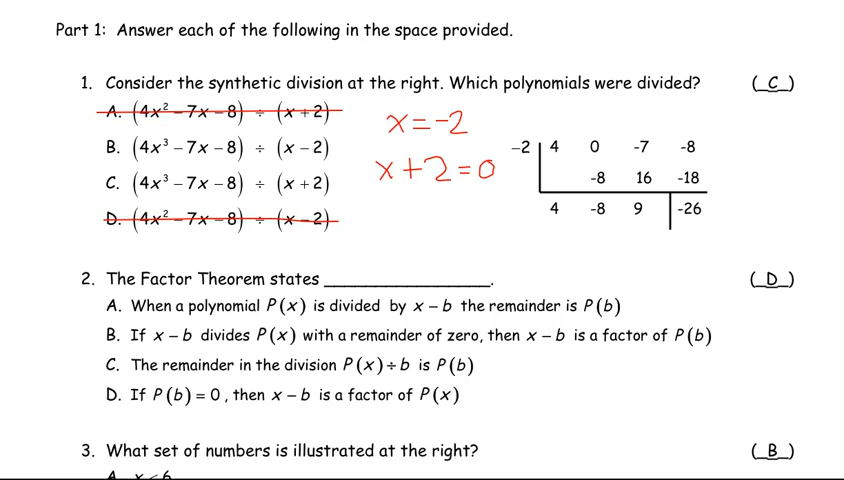 Part 1: Answer each of the following in the space provided.
1. Consider the synthetic division at the right. Which polynomials were divided? (_C_)
A. (4x² – 7x – 8) ÷ (x + 2)
x = -2
B. (4x³ – 7x – 8) ÷ (x – 2)
-2 | 4 0 -7 -8
x + 2 = 0
C. (4x³ – 7x – 8) ÷ (x + 2)
-8 16 -18
D. (4x² – 7x – 8) ÷ (x – 2)
4 -8 9 | -26
2. The Factor Theorem states _________________. (_D_)
A. When a polynomial P(x) is divided by x – b the remainder is P(b)
B. If x – b divides P(x) with a remainder of zero, then x – b is a factor of P(b)
C. The remainder in the division P(x) ÷ b is P(b)
D. If P(b) = 0, then x – b is a factor of P(x)
3. What set of numbers is illustrated at the right? (_B_)